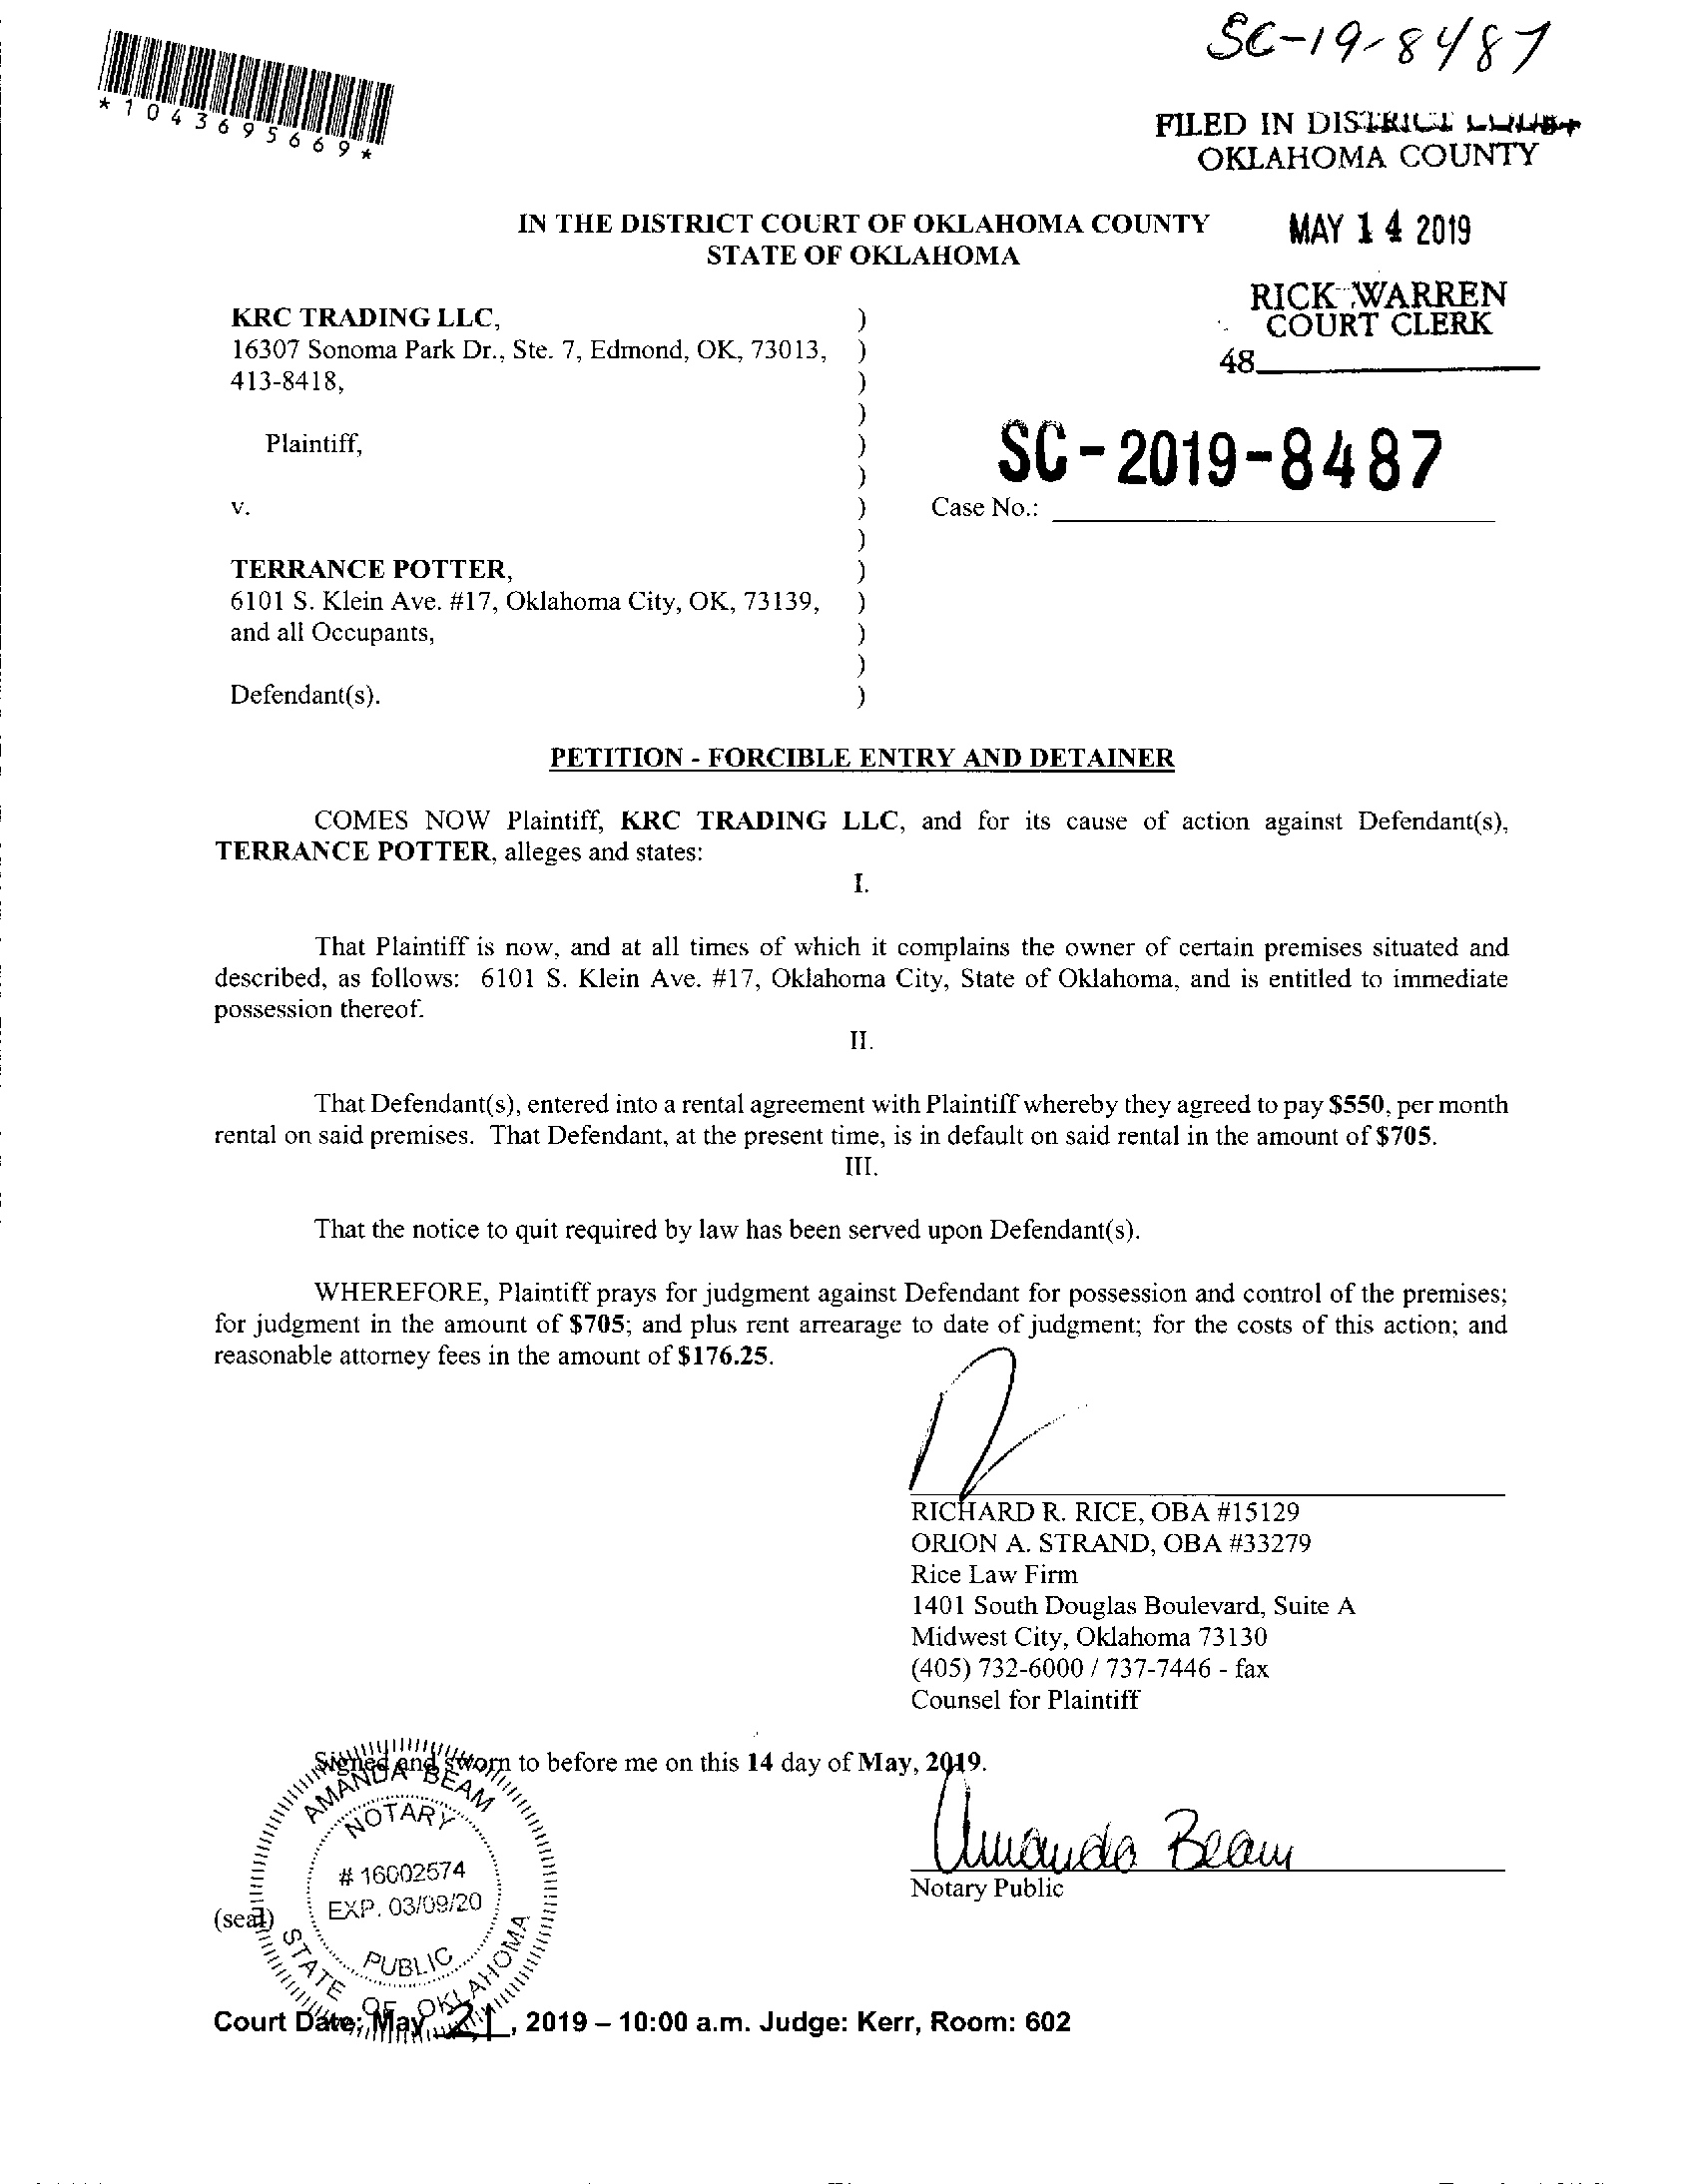 SC-19-8487
*1043695669*
FILED IN DISTRICT COURT
OKLAHOMA COUNTY
MAY 14 2019
RICK WARREN
COURT CLERK
48
IN THE DISTRICT COURT OF OKLAHOMA COUNTY
STATE OF OKLAHOMA
KRC TRADING LLC, )
16307 Sonoma Park Dr., Ste. 7, Edmond, OK, 73013, )
413-8418, )
)
Plaintiff, )
)
SC-2019-8487
v. ) Case No.:
)
TERRANCE POTTER, )
6101 S. Klein Ave. #17, Oklahoma City, OK, 73139, )
and all Occupants, )
)
Defendant(s). )
PETITION - FORCIBLE ENTRY AND DETAINER
COMES NOW Plaintiff, KRC TRADING LLC, and for its cause of action against Defendant(s),
TERRANCE POTTER, alleges and states:
I.
That Plaintiff is now, and at all times of which it complains the owner of certain premises situated and
described, as follows: 6101 S. Klein Ave. #17, Oklahoma City, State of Oklahoma, and is entitled to immediate
possession thereof.
II.
That Defendant(s), entered into a rental agreement with Plaintiff whereby they agreed to pay $550, per month
rental on said premises. That Defendant, at the present time, is in default on said rental in the amount of $705.
III.
That the notice to quit required by law has been served upon Defendant(s).
WHEREFORE, Plaintiff prays for judgment against Defendant for possession and control of the premises;
for judgment in the amount of $705; and plus rent arrearage to date of judgment; for the costs of this action; and
reasonable attorney fees in the amount of $176.25.
RICHARD R. RICE, OBA #15129
ORION A. STRAND, OBA #33279
Rice Law Firm
1401 South Douglas Boulevard, Suite A
Midwest City, Oklahoma 73130
(405) 732-6000 / 737-7446 - fax
Counsel for Plaintiff
Signed and sworn to before me on this 14 day of May, 2019.
Amanda Beam
Notary Public
AMANDA BEAM
NOTARY
# 16002574
EXP. 03/09/20
PUBLIC
STATE OF OKLAHOMA
(seal)
Court Date: May 21, 2019 – 10:00 a.m. Judge: Kerr, Room: 602